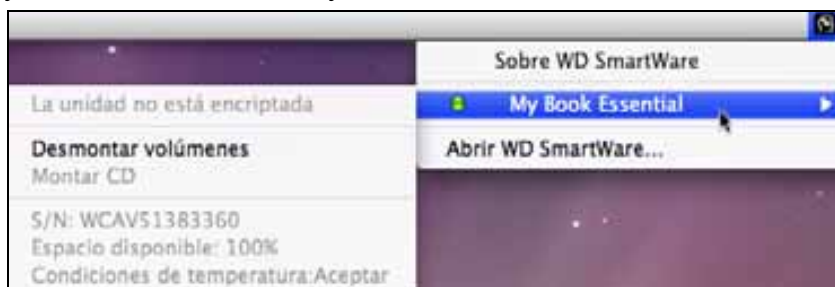 Sobre WD SmartWare
My Book Essential
Abrir WD SmartWare...
La unidad no está encriptada
Desmontar volúmenes
Montar CD
S/N: WCAV51383360
Espacio disponible: 100%
Condiciones de temperatura:Aceptar